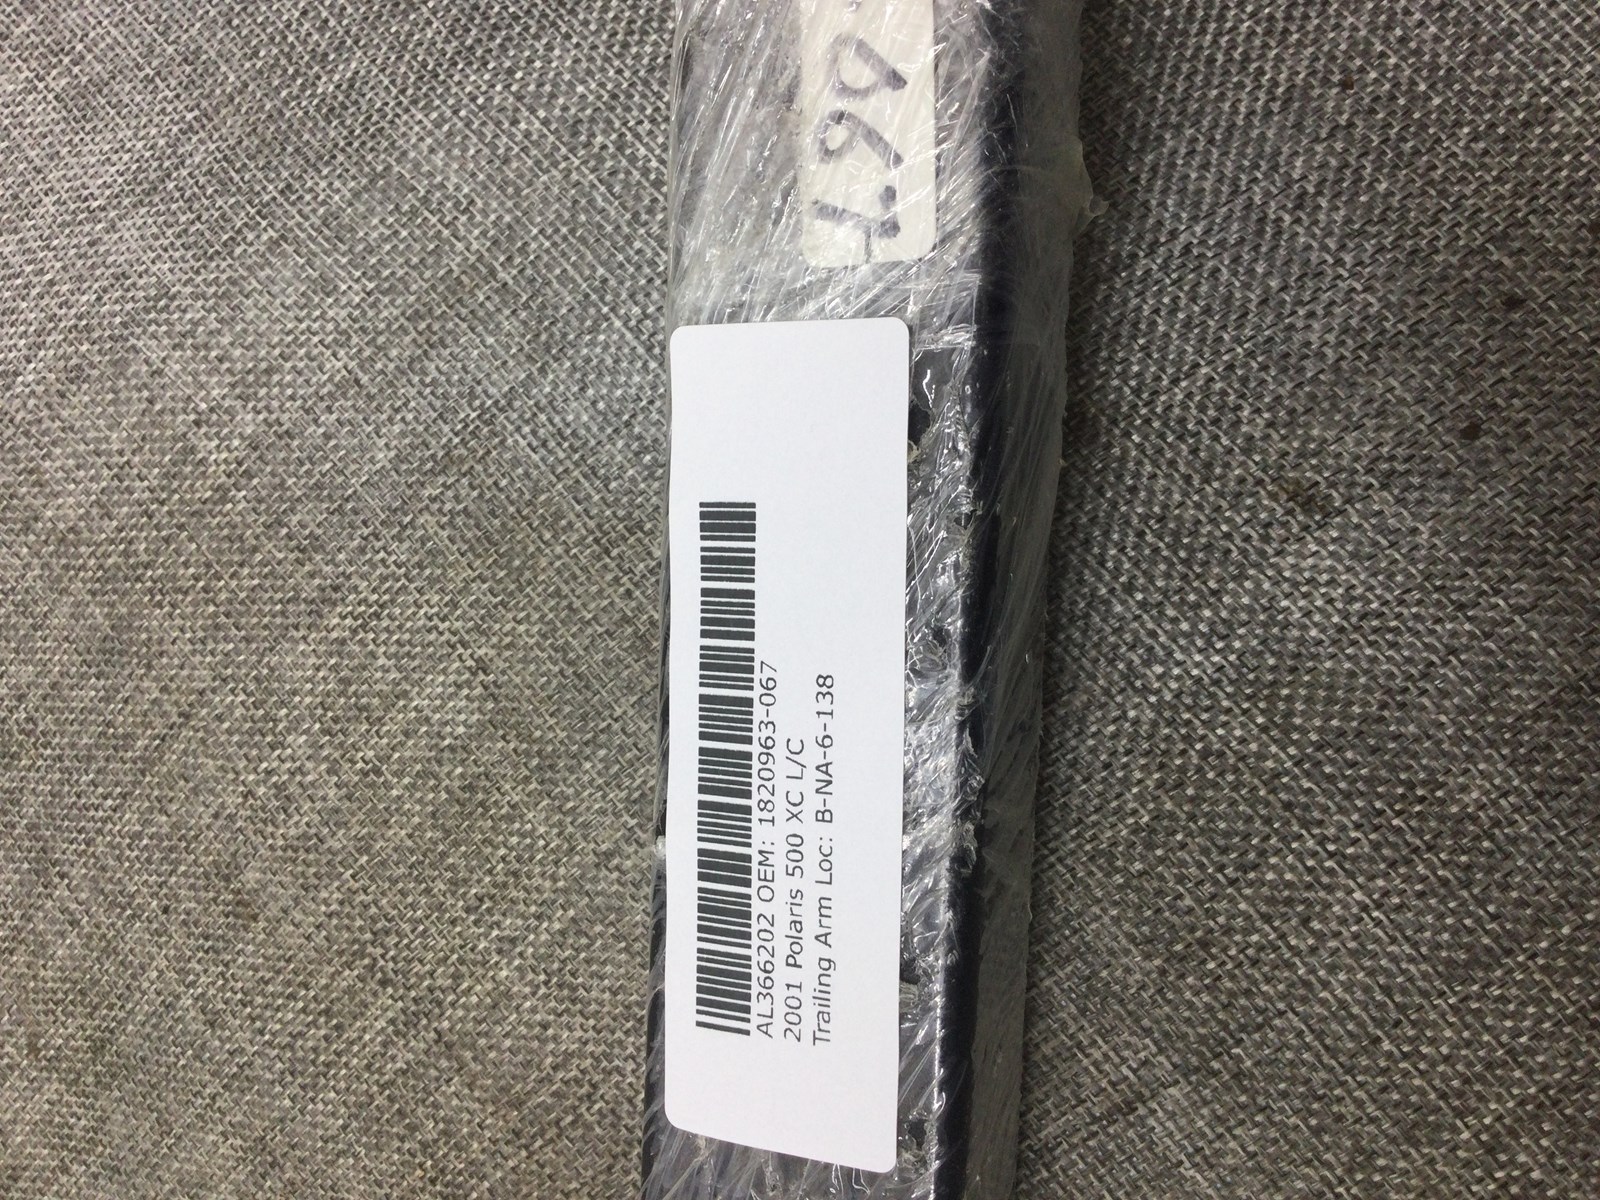 AL366202 OEM: 1820963-067
2001 Polaris 500 XC L/C
Trailing Arm Loc: B-NA-6-138